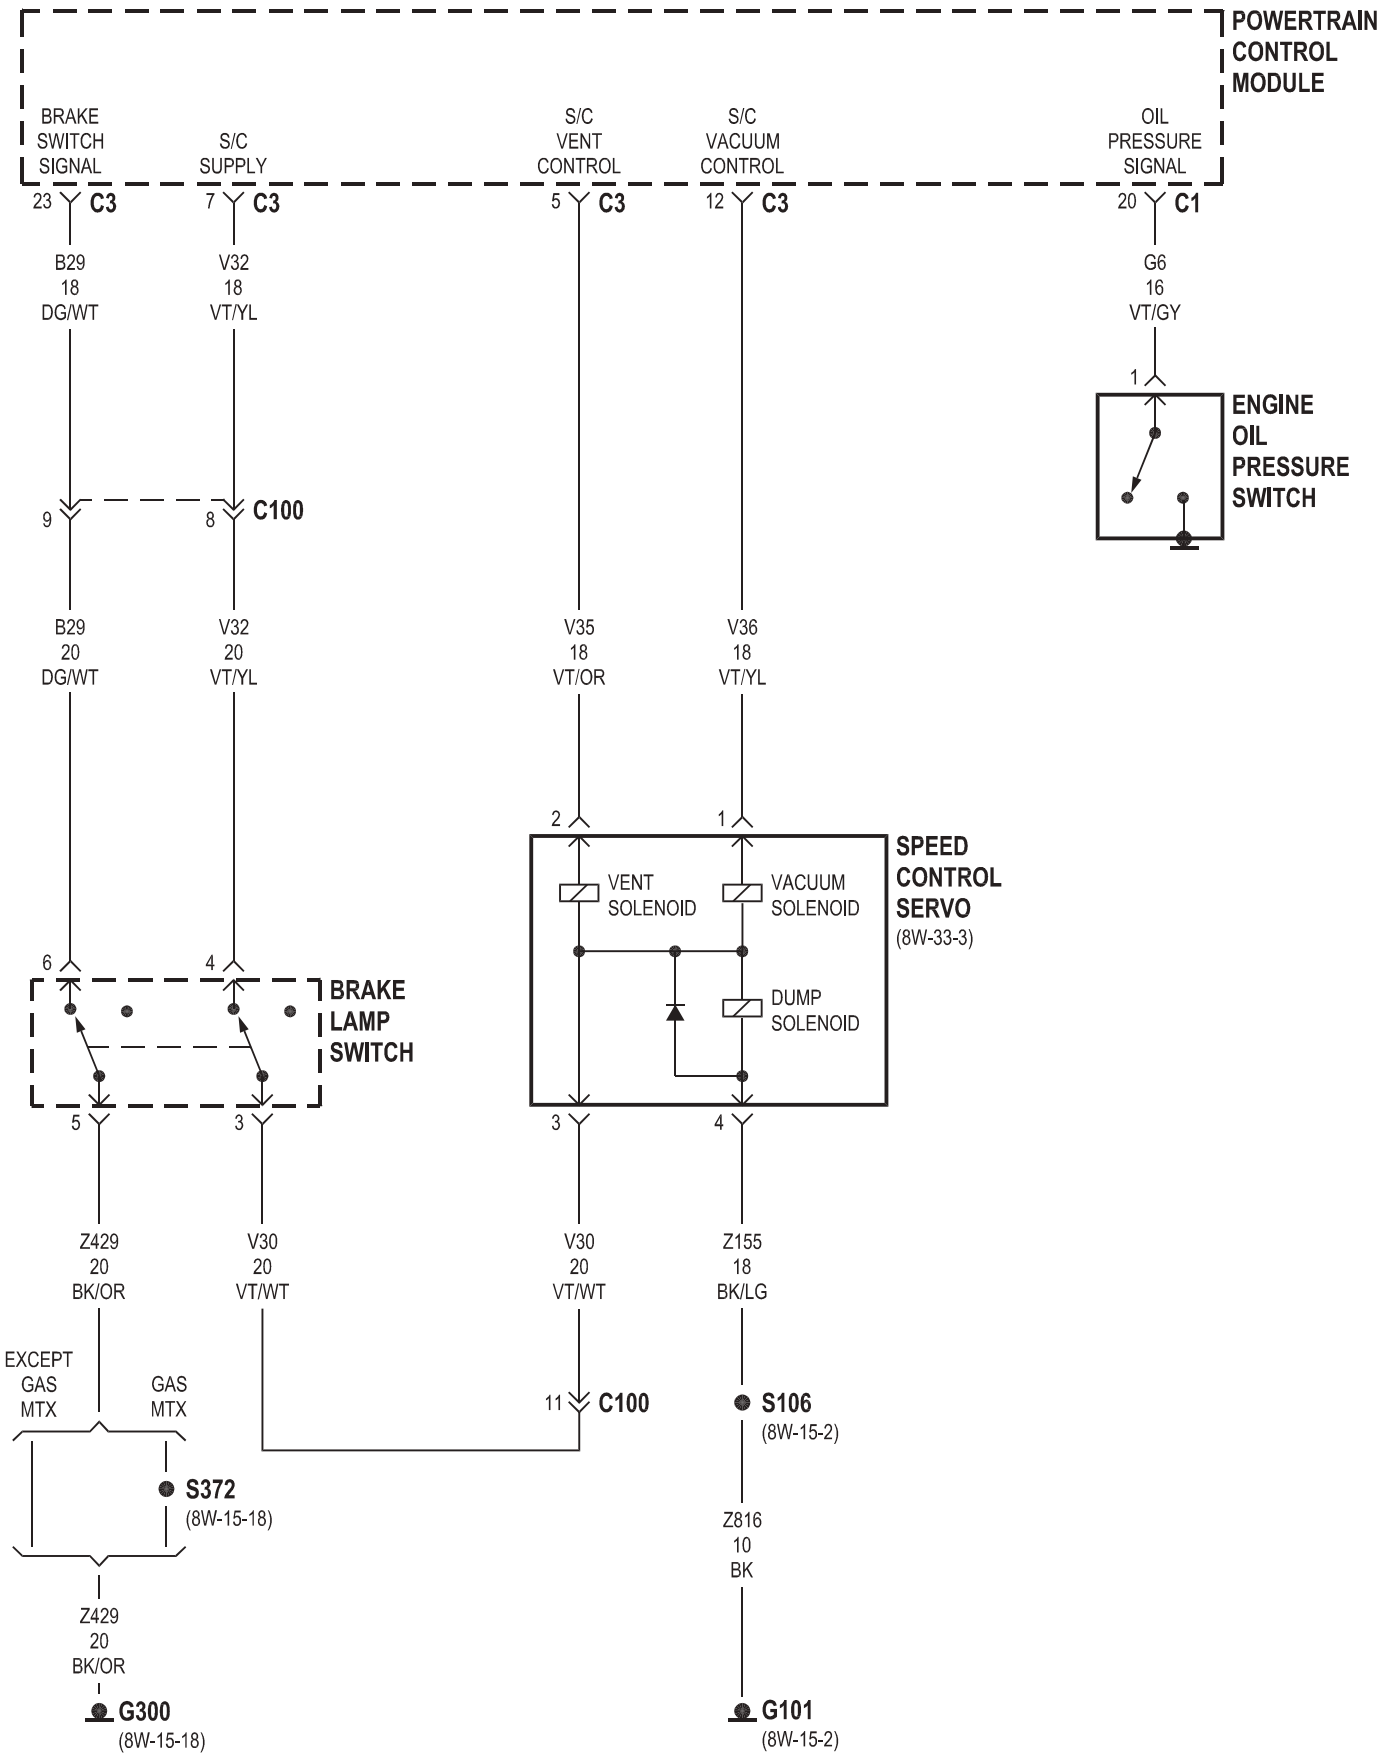 POWERTRAIN
CONTROL
MODULE
BRAKE
SWITCH
SIGNAL
S/C
SUPPLY
S/C
VENT
CONTROL
S/C
VACUUM
CONTROL
OIL
PRESSURE
SIGNAL
23 C3
7 C3
5 C3
12 C3
20 C1
B29
18
DG/WT
V32
18
VT/YL
G6
16
VT/GY
1
ENGINE
OIL
PRESSURE
SWITCH
9
8 C100
B29
20
DG/WT
V32
20
VT/YL
V35
18
VT/OR
V36
18
VT/YL
2
1
SPEED
CONTROL
SERVO
(8W-33-3)
VENT
SOLENOID
VACUUM
SOLENOID
DUMP
SOLENOID
6
4
BRAKE
LAMP
SWITCH
5
3
3
4
Z429
20
BK/OR
V30
20
VT/WT
V30
20
VT/WT
Z155
18
BK/LG
EXCEPT
GAS
MTX
GAS
MTX
11 C100
S106
(8W-15-2)
S372
(8W-15-18)
Z816
10
BK
Z429
20
BK/OR
G300
(8W-15-18)
G101
(8W-15-2)